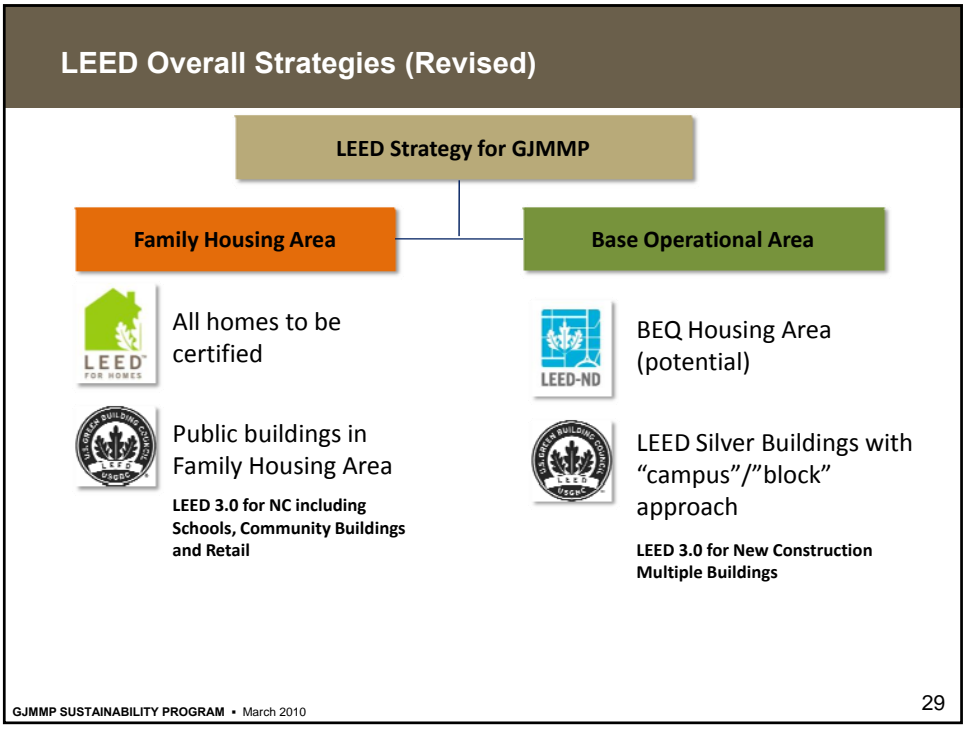 LEED Overall Strategies (Revised)
LEED Strategy for GJMMP
Family Housing Area
Base Operational Area
LEED™
FOR HOMES
All homes to be
certified
U.S. GREEN BUILDING COUNCIL
LEED
USGBC
Public buildings in
Family Housing Area
LEED 3.0 for NC including
Schools, Community Buildings
and Retail
LEED-ND
BEQ Housing Area
(potential)
U.S. GREEN BUILDING COUNCIL
LEED
USGBC
LEED Silver Buildings with
“campus”/”block”
approach
LEED 3.0 for New Construction
Multiple Buildings
GJMMP SUSTAINABILITY PROGRAM ▪ March 2010
29